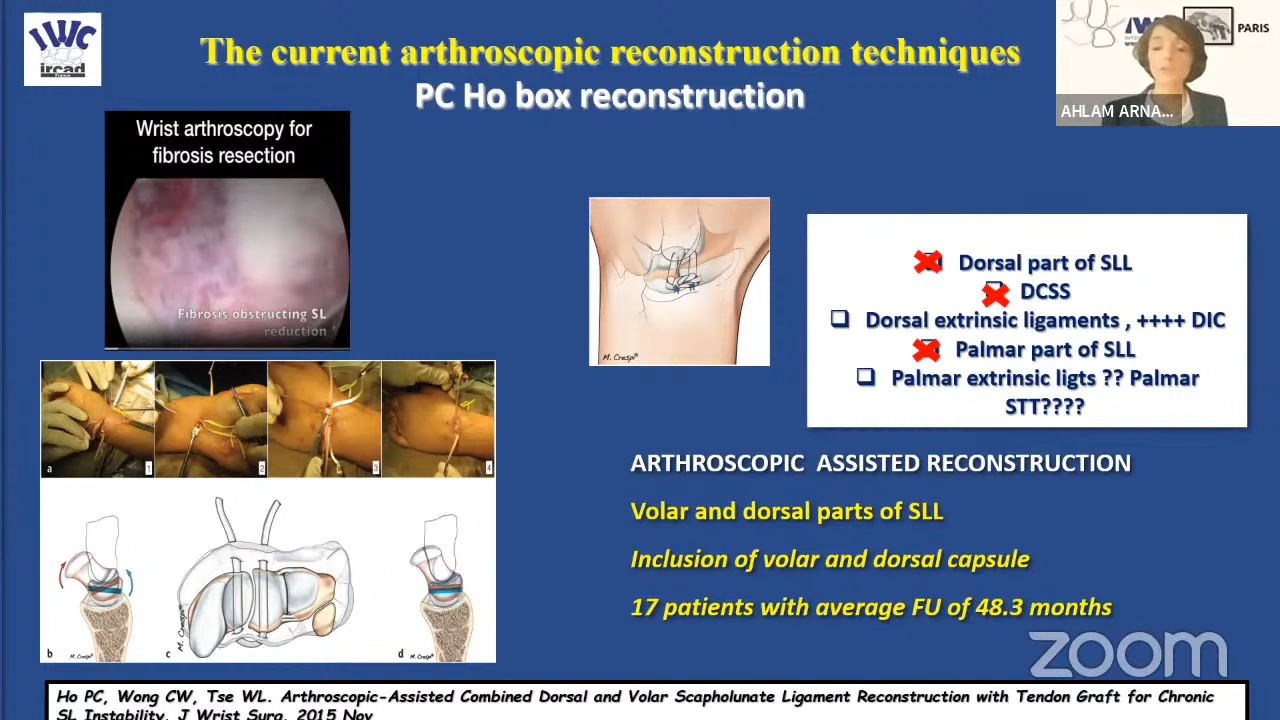 IWC
ircad
France
The current arthroscopic reconstruction techniques
PC Ho box reconstruction
PARIS
AHLAM ARNA...
Wrist arthroscopy for
fibrosis resection
Fibrosis obstructing SL
reduction
M. Crespi®
Dorsal part of SLL
DCSS
Dorsal extrinsic ligaments , ++++ DIC
Palmar part of SLL
Palmar extrinsic ligts ?? Palmar
STT????
a
1
2
3
4
b
M. Crespi®
c
M. Crespi®
d
M. Crespi®
ARTHROSCOPIC ASSISTED RECONSTRUCTION
Volar and dorsal parts of SLL
Inclusion of volar and dorsal capsule
17 patients with average FU of 48.3 months
zoom
Ho PC, Wong CW, Tse WL. Arthroscopic-Assisted Combined Dorsal and Volar Scapholunate Ligament Reconstruction with Tendon Graft for Chronic
SL Instability. J Wrist Surg. 2015 Nov